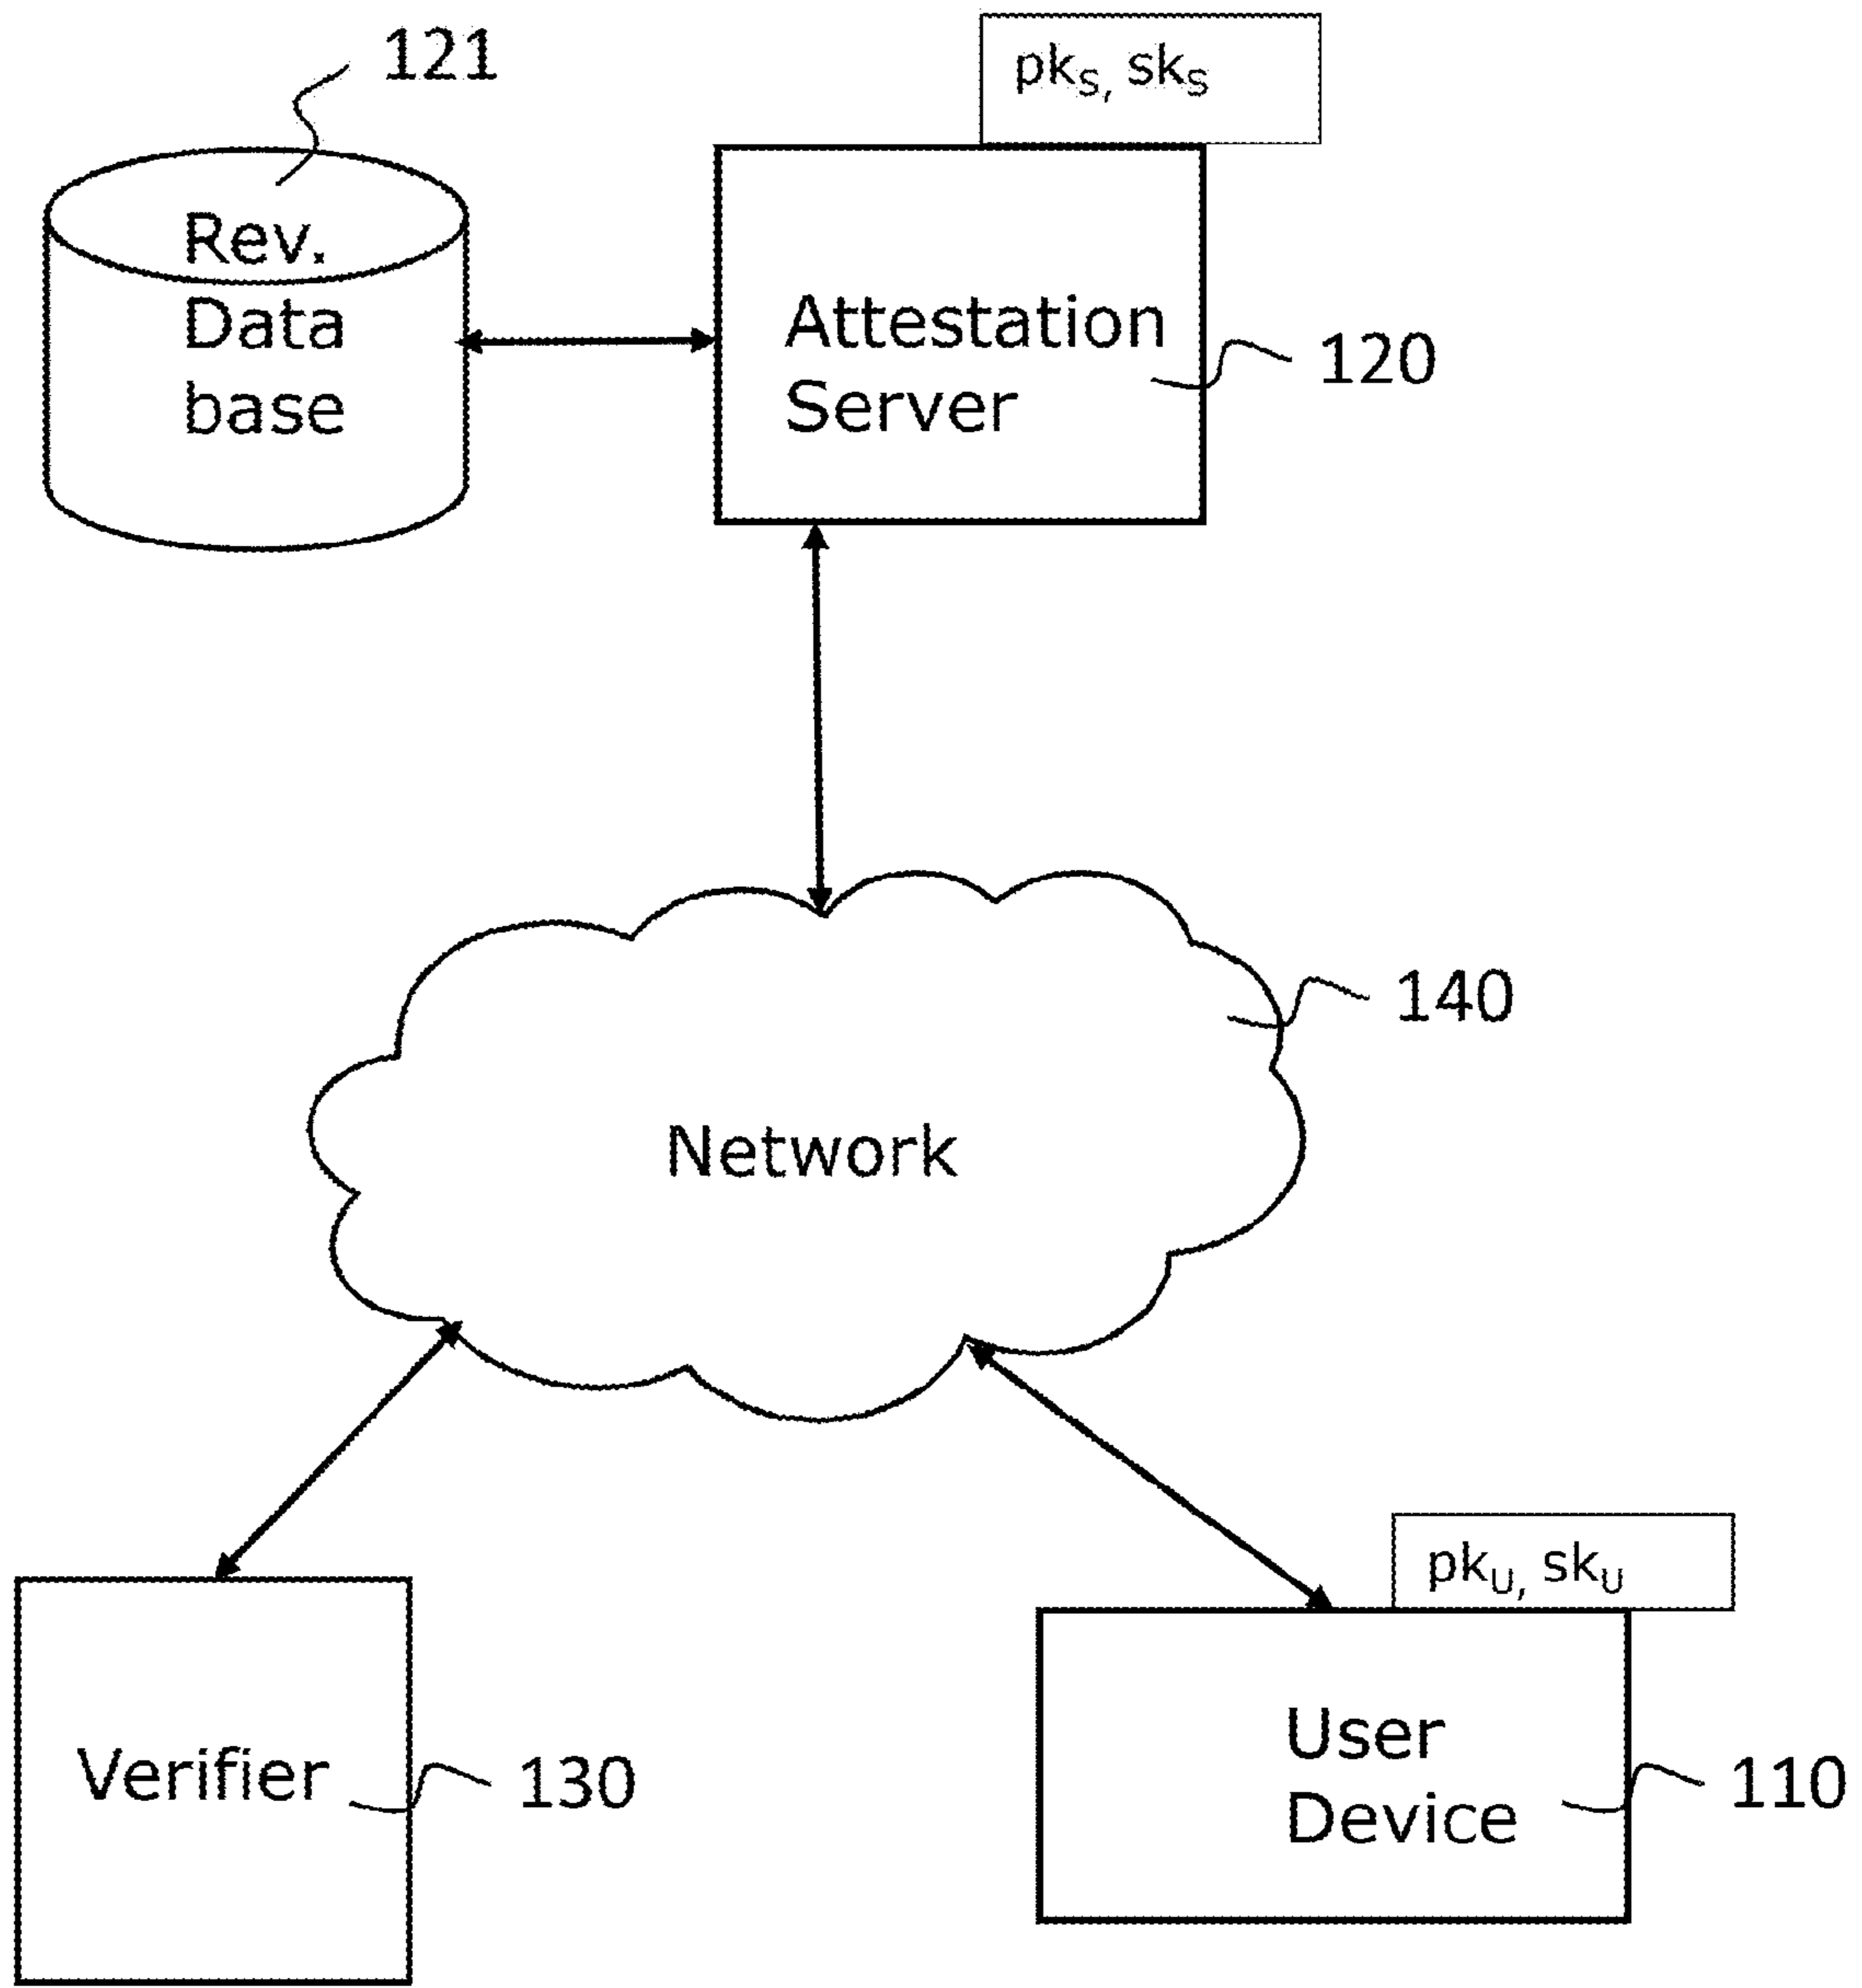 121
pkS, skS
Rev.
Data
base
Attestation
Server
120
140
Network
pkU, skU
Verifier
130
User
Device
110